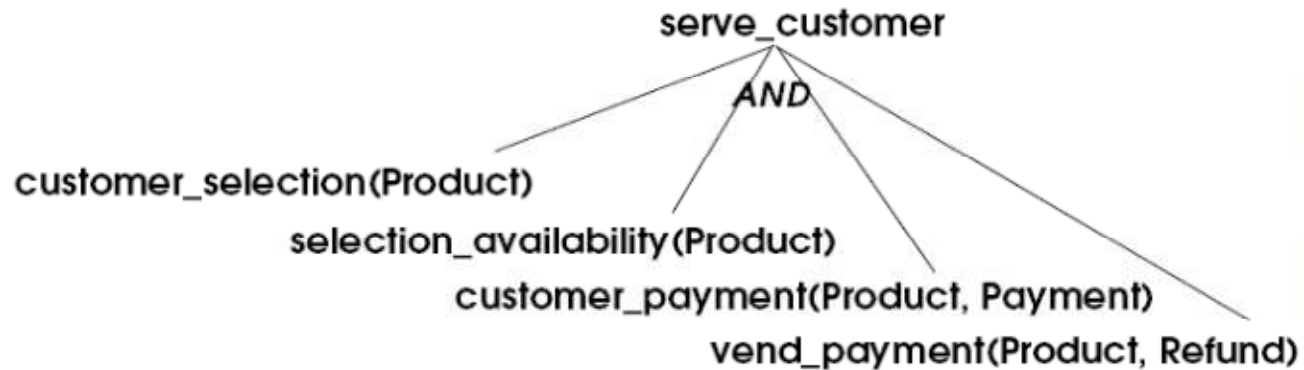 serve_customer
AND
customer_selection(Product)
selection_availability(Product)
customer_payment(Product, Payment)
vend_payment(Product, Refund)